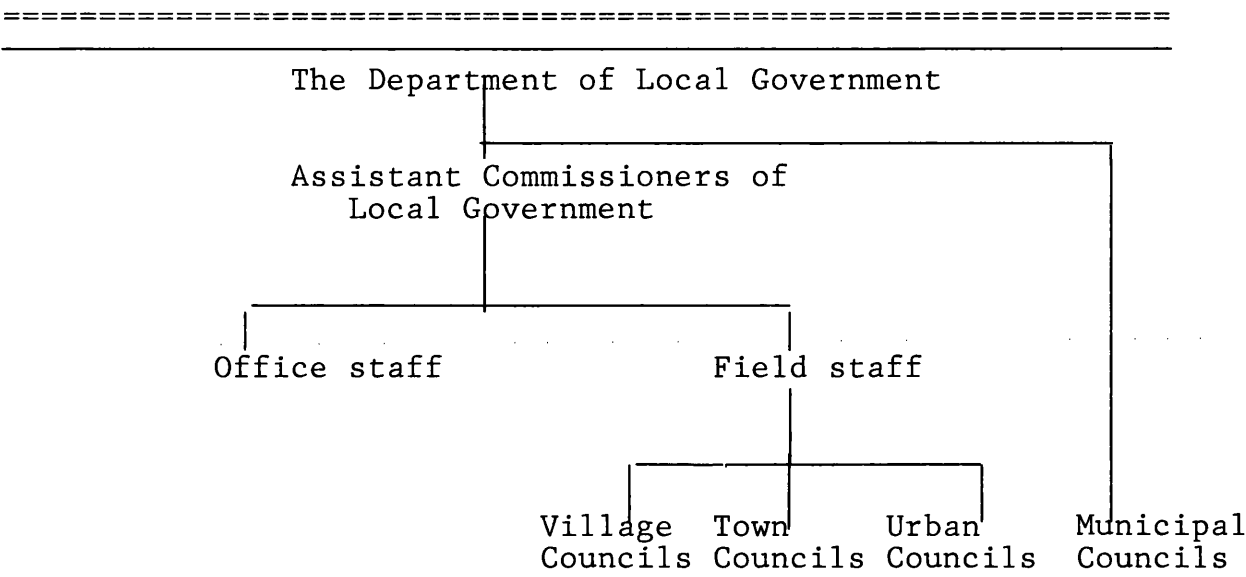 The Department of Local Government
Assistant Commissioners of
Local Government
Office staff Field staff
Village Town Urban Municipal
Councils Councils Councils Councils